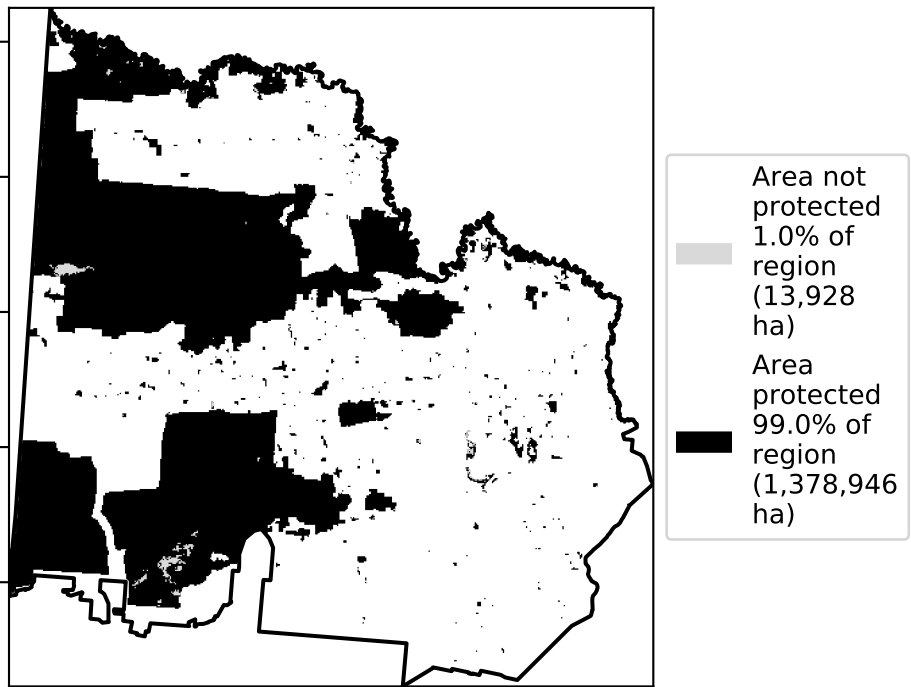 Area not
protected
1.0% of
region
(13,928
ha)
Area
protected
99.0% of
region
(1,378,946
ha)